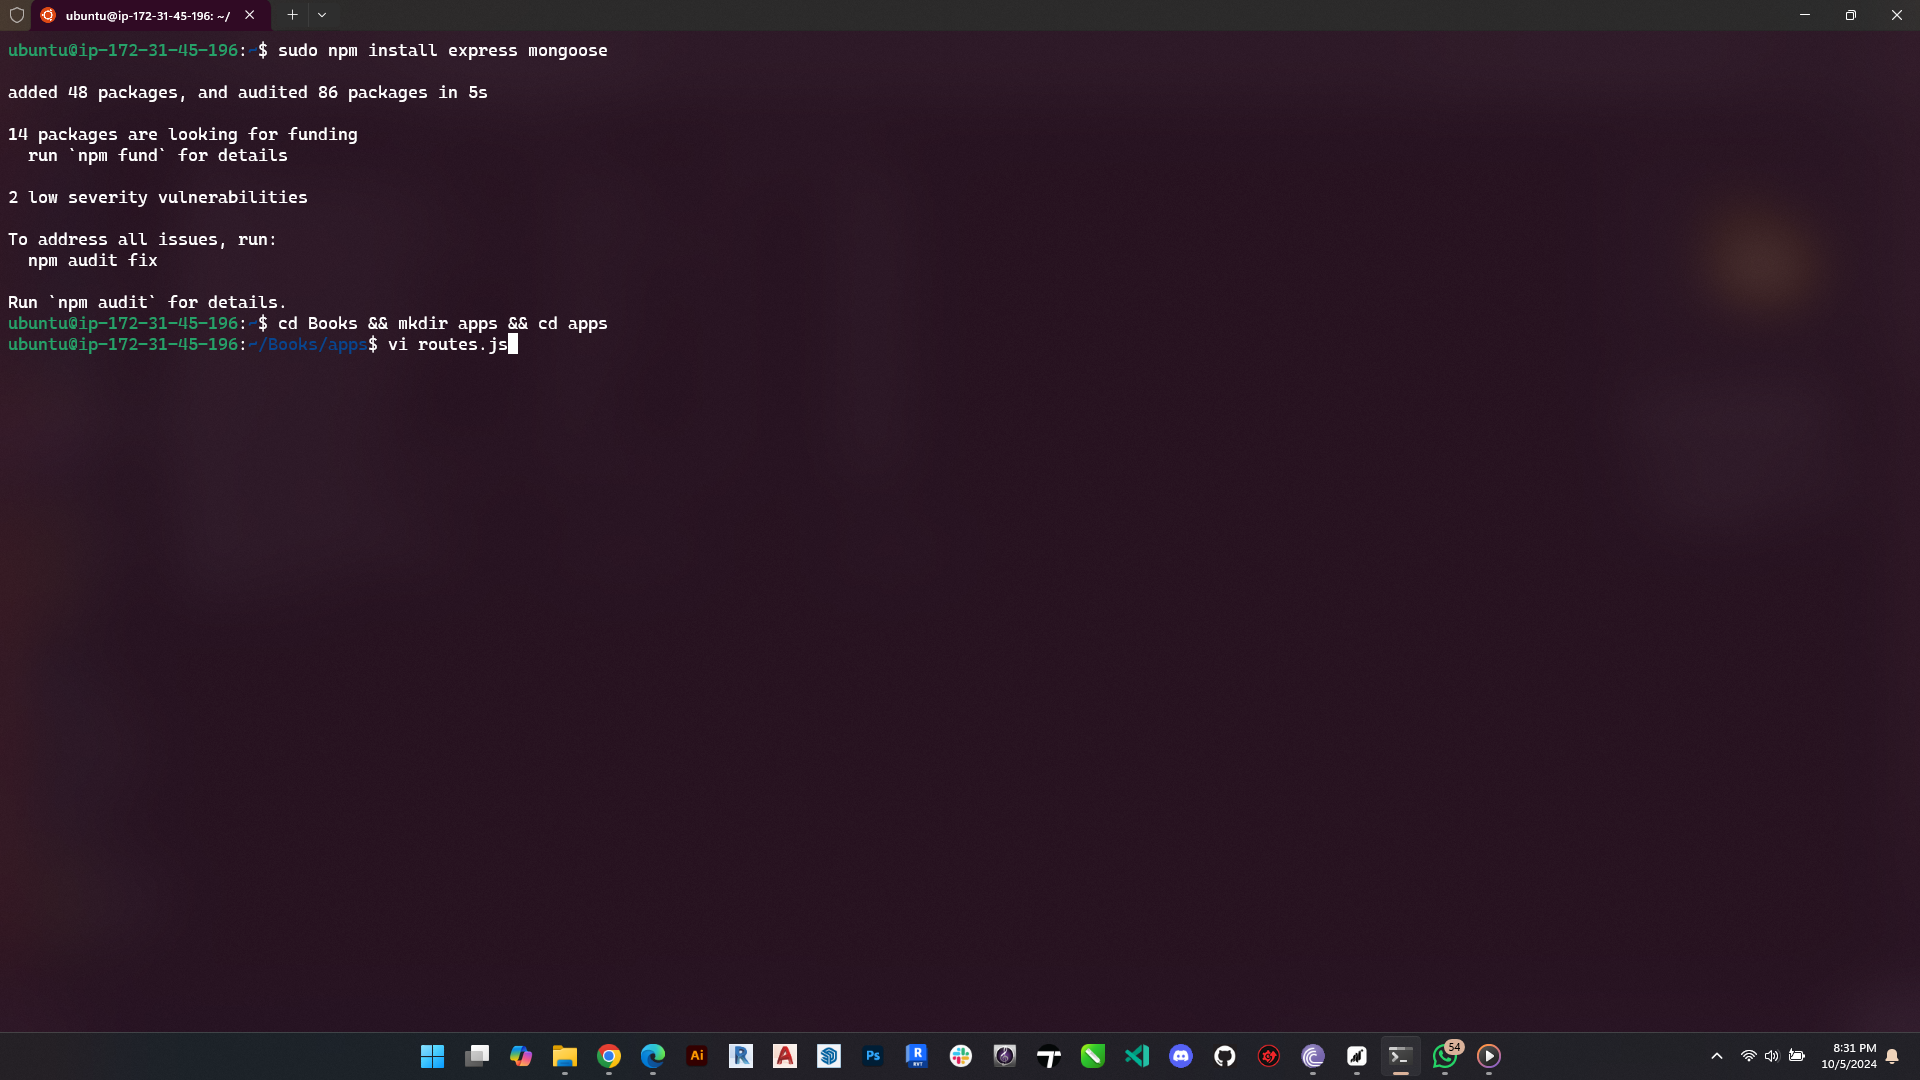 ubuntu@ip-172-31-45-196: ~/
ubuntu@ip-172-31-45-196:~$ sudo npm install express mongoose
added 48 packages, and audited 86 packages in 5s
14 packages are looking for funding
  run `npm fund` for details
2 low severity vulnerabilities
To address all issues, run:
  npm audit fix
Run `npm audit` for details.
ubuntu@ip-172-31-45-196:~$ cd Books && mkdir apps && cd apps
ubuntu@ip-172-31-45-196:~/Books/apps$ vi routes.js
Ai
R
A
Ps
R
RVT
54
8:31 PM
10/5/2024